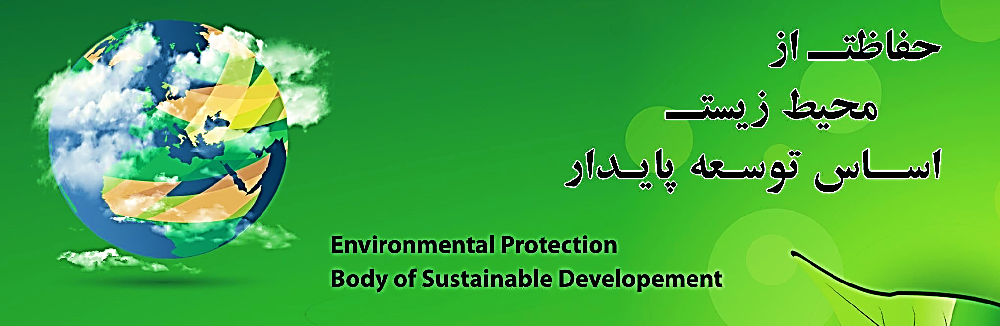 حفاظت از
محیط زیست
اساس توسعه پایدار
Environmental Protection
Body of Sustainable Developement